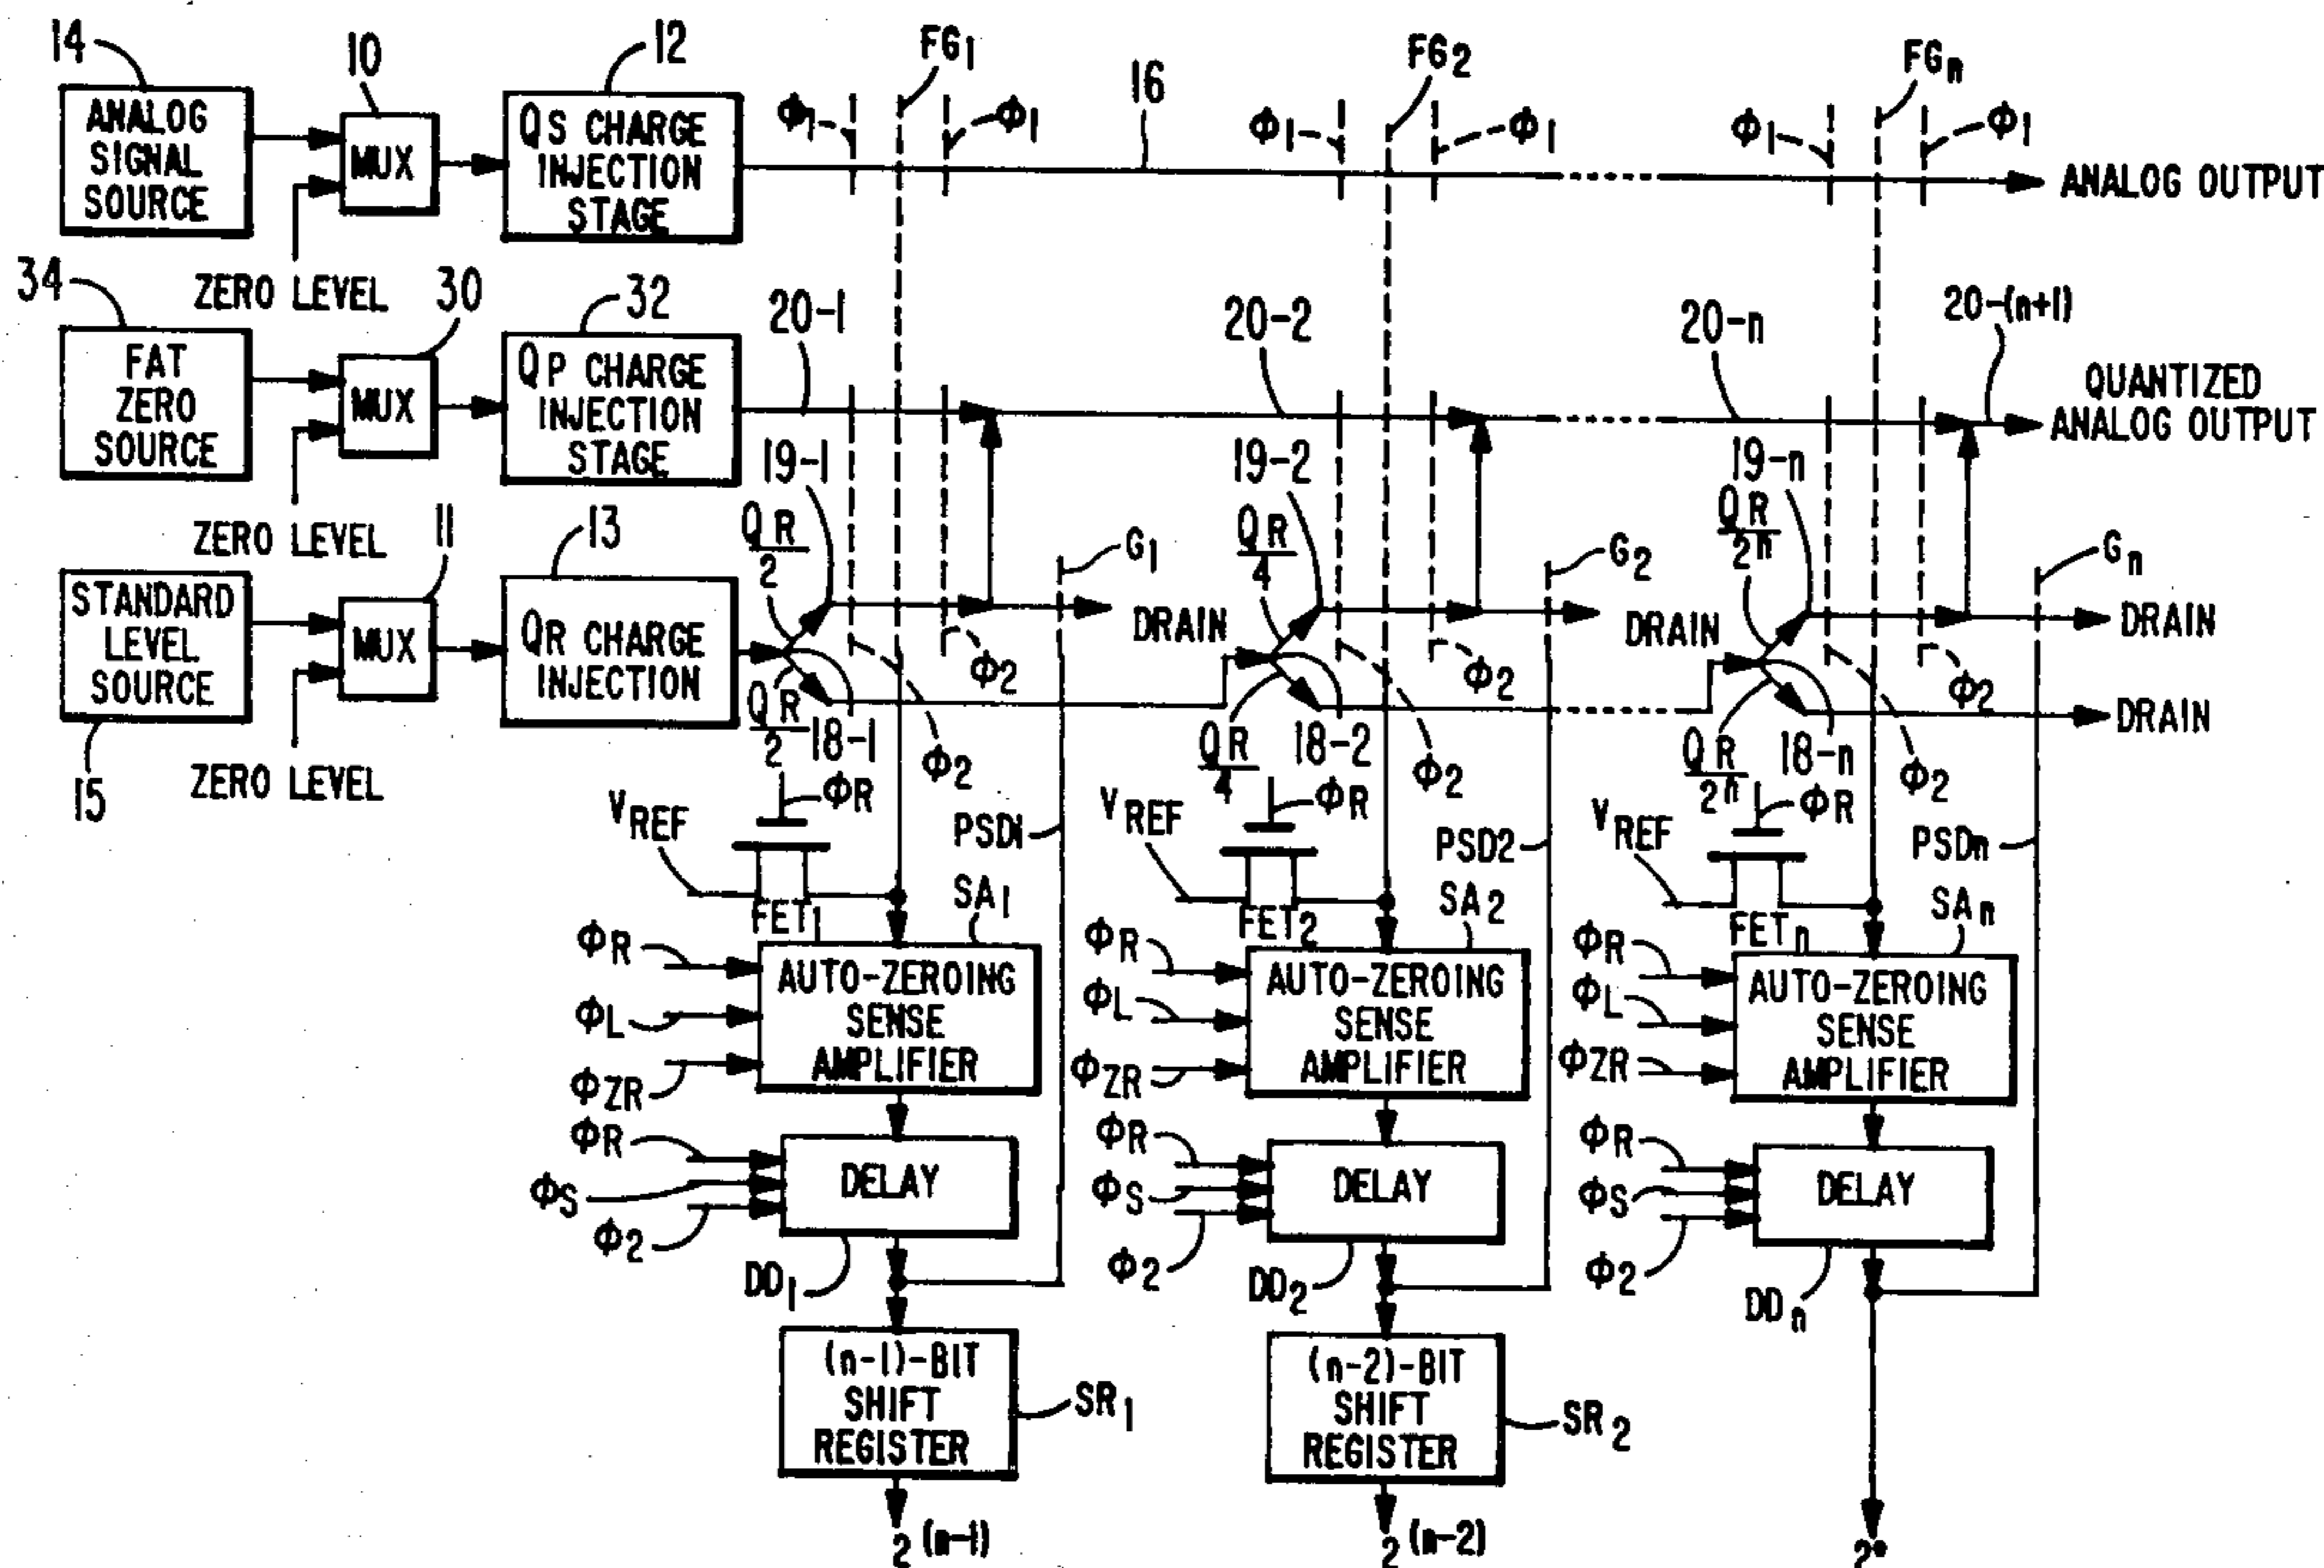 14
10
12
FG1
16
FG2
FGn
ANALOG
SIGNAL
SOURCE
MUX
QS CHARGE
INJECTION
STAGE
Φ1
Φ1
Φ1
Φ1
Φ1
Φ1
ANALOG OUTPUT
ZERO LEVEL
34
30
32
20-1
20-2
20-n
20-(n+1)
FAT
ZERO
SOURCE
MUX
QP CHARGE
INJECTION
STAGE
QUANTIZED
ANALOG OUTPUT
ZERO LEVEL
11
13
19-1
19-2
19-n
QR/2
QR/4
QR/2^n
G1
G2
Gn
STANDARD
LEVEL
SOURCE
MUX
QR CHARGE
INJECTION
DRAIN
DRAIN
DRAIN
Φ2
Φ2
Φ2
DRAIN
QR/2
18-1
Φ2
QR/4
18-2
Φ2
QR/2^n
18-n
Φ2
15
ZERO LEVEL
VREF
ΦR
PSD1
VREF
ΦR
PSD2
VREF
ΦR
PSDn
FET1
SA1
FET2
SA2
FETn
SAn
ΦR
ΦL
ΦZR
AUTO-ZEROING
SENSE
AMPLIFIER
ΦR
ΦL
ΦZR
AUTO-ZEROING
SENSE
AMPLIFIER
ΦR
ΦL
ΦZR
AUTO-ZEROING
SENSE
AMPLIFIER
ΦR
ΦS
Φ2
DELAY
DD1
ΦR
ΦS
Φ2
DELAY
DD2
ΦR
ΦS
Φ2
DELAY
DDn
(n-1)-BIT
SHIFT
REGISTER
SR1
(n-2)-BIT
SHIFT
REGISTER
SR2
2(n-1)
2(n-2)
2°